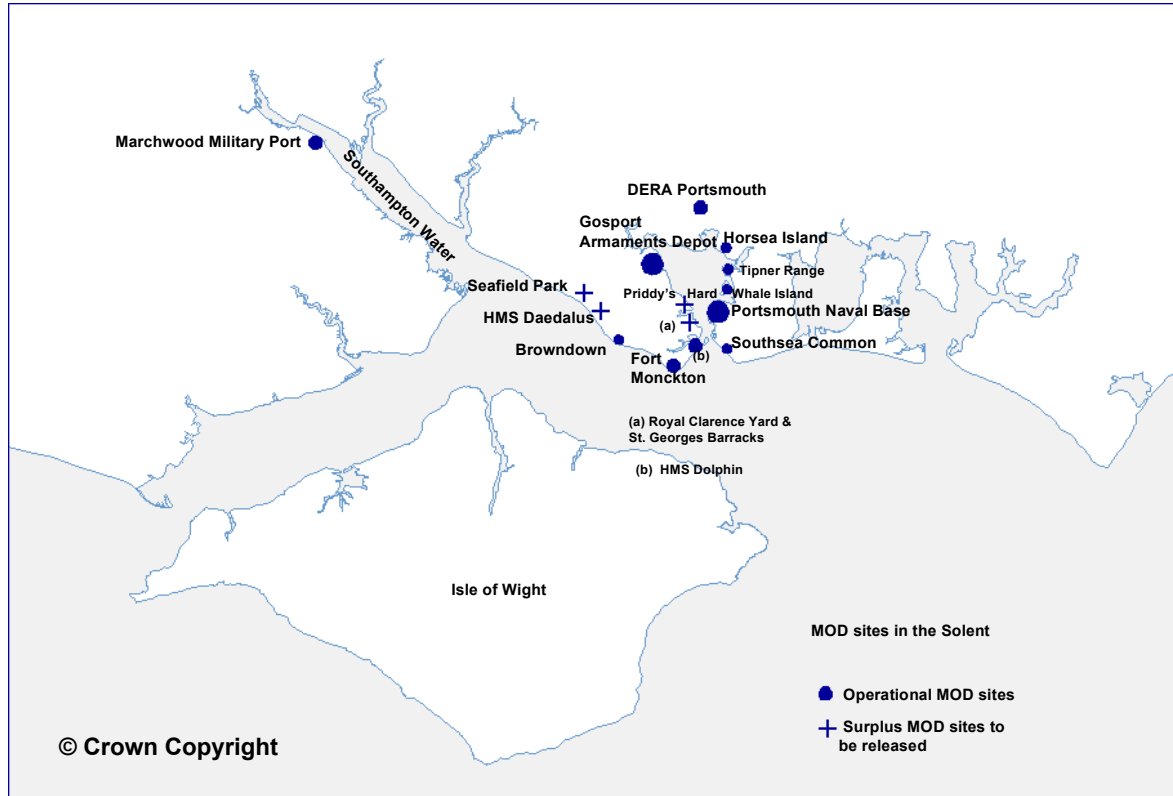 Marchwood Military Port
Southampton Water
DERA Portsmouth
Gosport
Armaments Depot
Horsea Island
Tipner Range
Seafield Park
Priddy's Hard
Whale Island
HMS Daedalus
(a)
Portsmouth Naval Base
Browndown
(b)
Southsea Common
Fort
Monckton
(a) Royal Clarence Yard &
St. Georges Barracks
(b) HMS Dolphin
Isle of Wight
MOD sites in the Solent
Operational MOD sites
Surplus MOD sites to
be released
© Crown Copyright